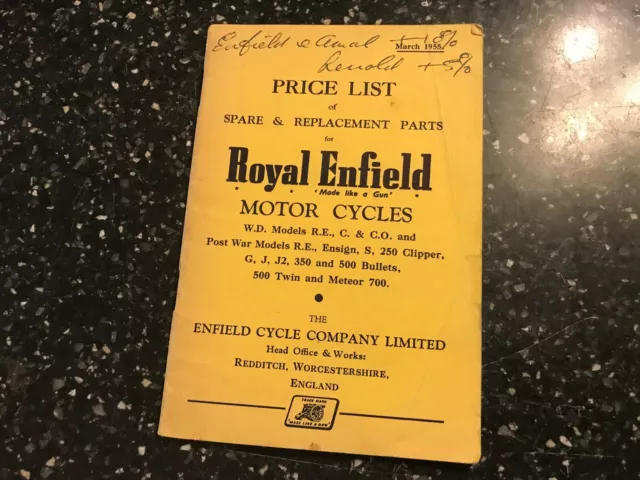 Enfield & Amal + 8%
March 1955
Renold + 5%
PRICE LIST
of
SPARE & REPLACEMENT PARTS
for
Royal Enfield
'Made like a Gun'
MOTOR CYCLES
W.D. Models R.E., C. & C.O. and
Post War Models R.E., Ensign, S, 250 Clipper,
G, J, J2, 350 and 500 Bullets,
500 Twin and Meteor 700.
THE
ENFIELD CYCLE COMPANY LIMITED
Head Office & Works:
REDDITCH, WORCESTERSHIRE,
ENGLAND
TRADE MARK
"MADE LIKE A GUN"